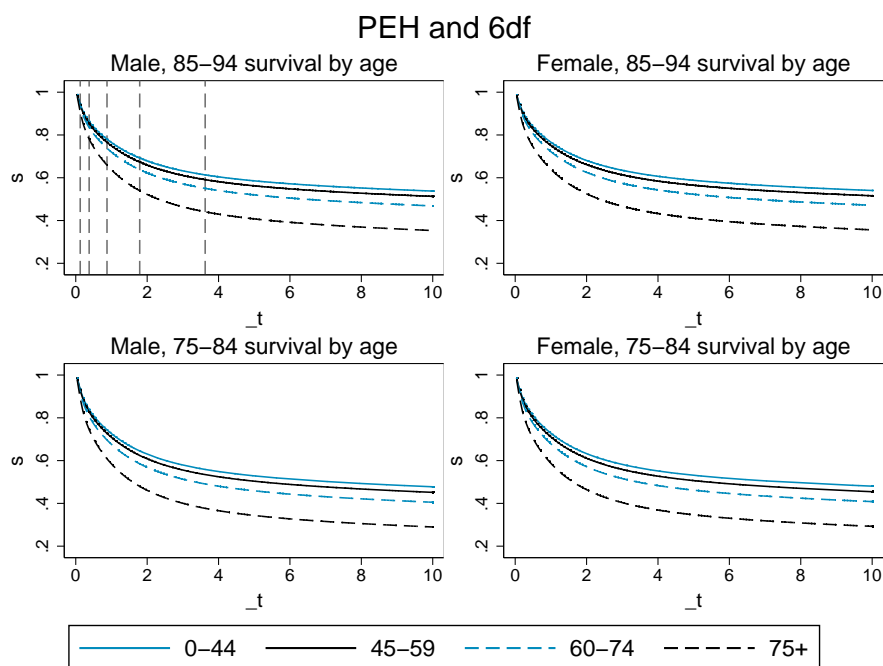 PEH and 6df
Male, 85−94 survival by age
Female, 85−94 survival by age
s
1
.8
.6
.4
.2
0 2 4 6 8 10
_t
s
1
.8
.6
.4
.2
0 2 4 6 8 10
_t
Male, 75−84 survival by age
Female, 75−84 survival by age
s
1
.8
.6
.4
.2
0 2 4 6 8 10
_t
s
1
.8
.6
.4
.2
0 2 4 6 8 10
_t
0−44 45−59 60−74 75+